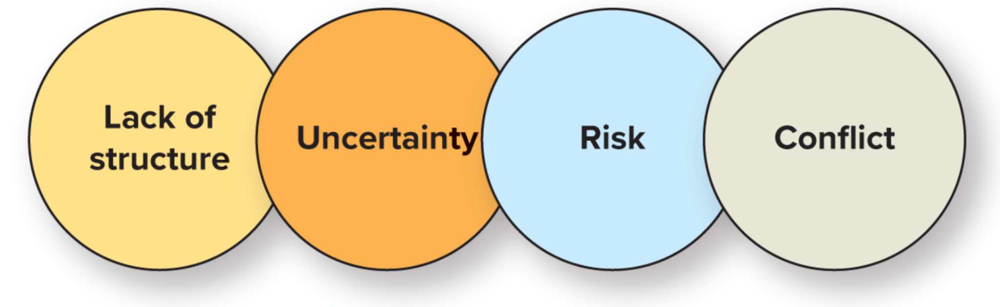 Lack of
structure
Uncertainty
Risk
Conflict